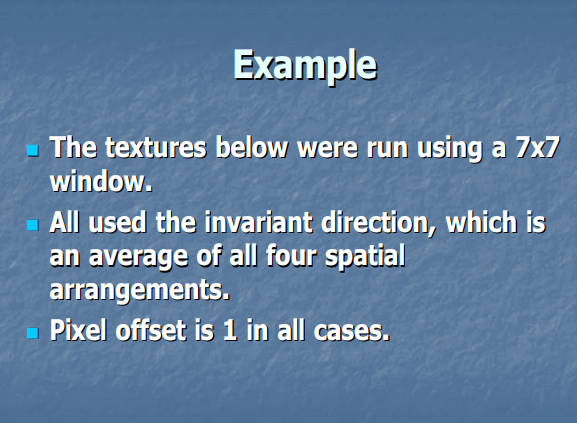 Example
The textures below were run using a 7x7
window.
All used the invariant direction, which is
an average of all four spatial
arrangements.
Pixel offset is 1 in all cases.